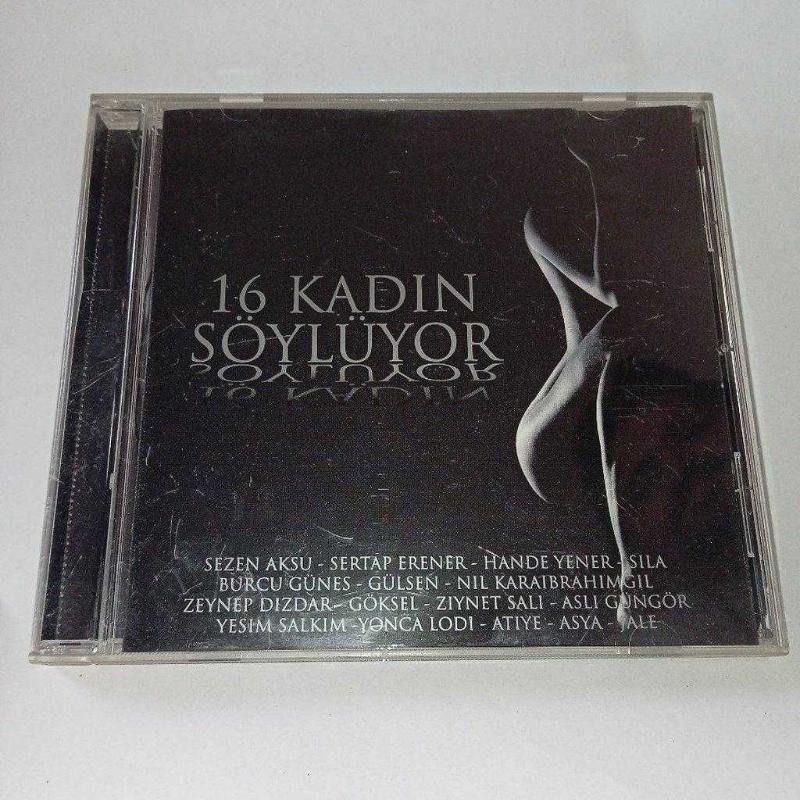 16 KADIN
SÖYLÜYOR
SEZEN AKSU - SERTAP ERENER - HANDE YENER - SILA
BURCU GÜNES - GÜLSEN - NIL KARAIBRAHIMGIL
ZEYNEP DIZDAR - GÖKSEL - ZIYNET SALI - ASLI GÜNGÖR
YESIM SALKIM - YONCA LODI - ATIYE - ASYA - JALE